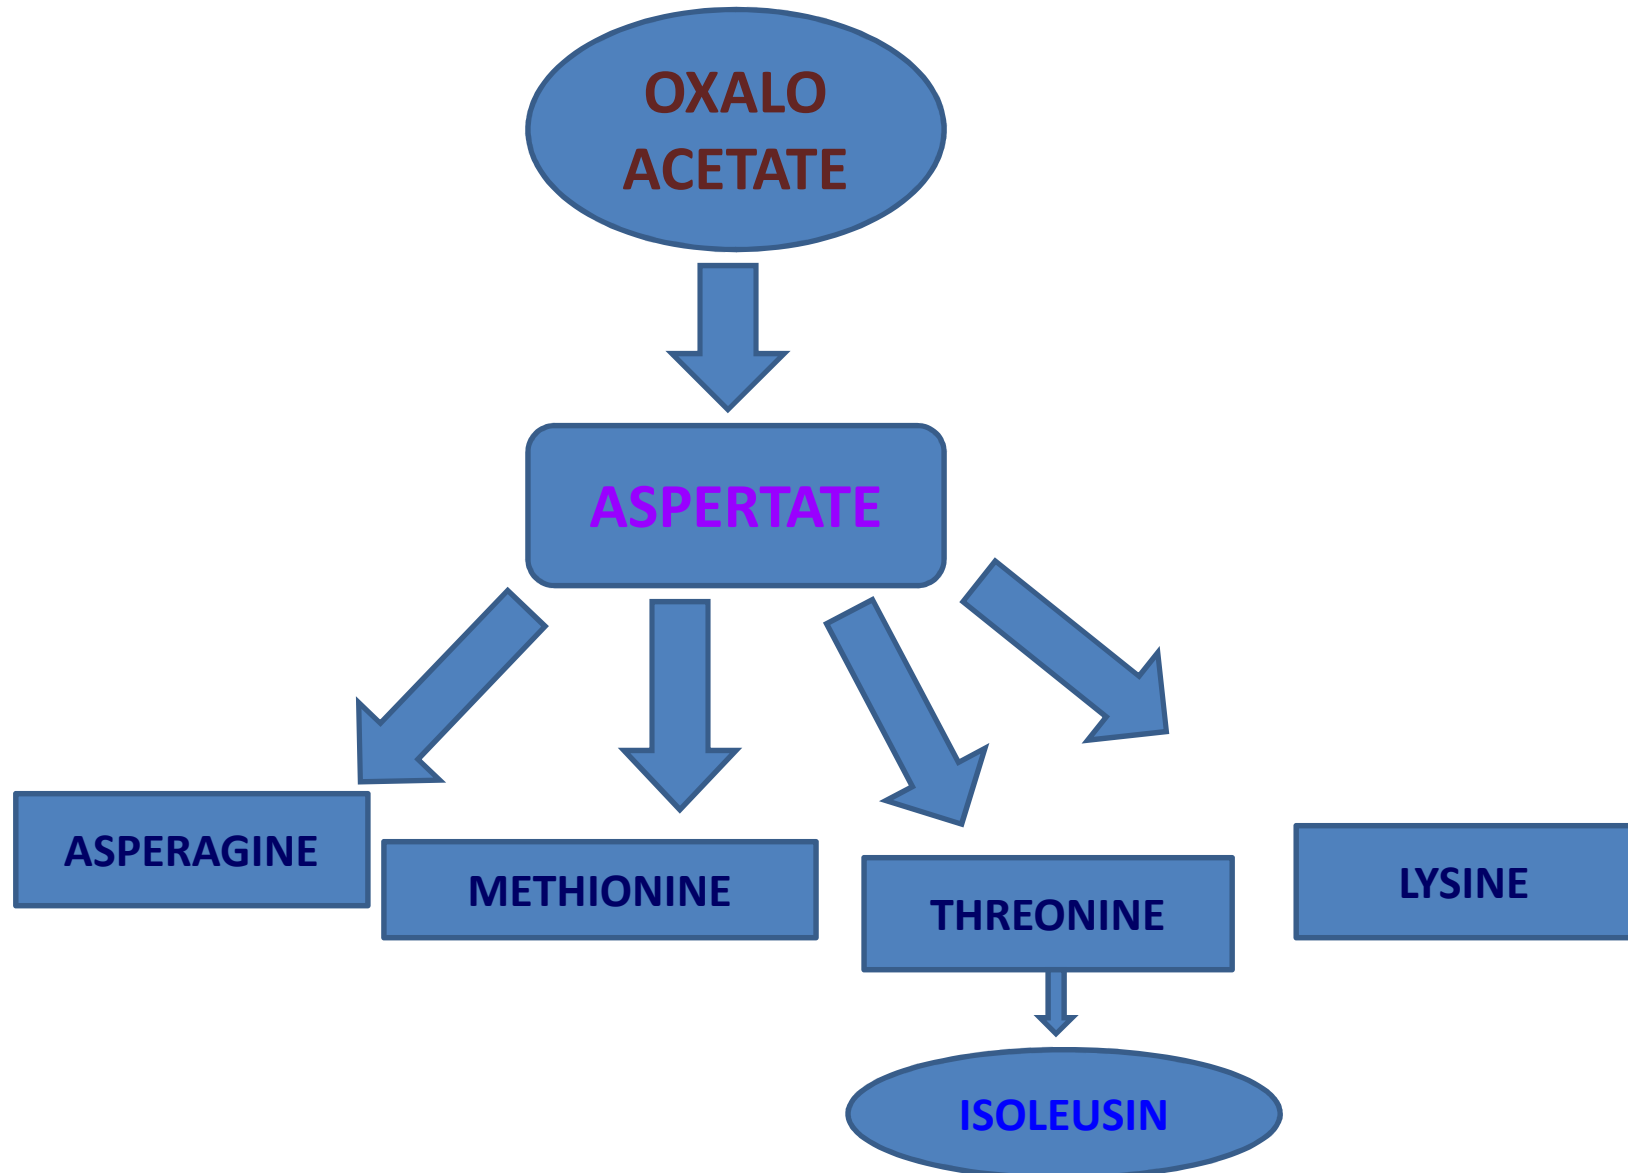 OXALO
ACETATE
ASPERTATE
ASPERAGINE
METHIONINE
THREONINE
LYSINE
ISOLEUSIN